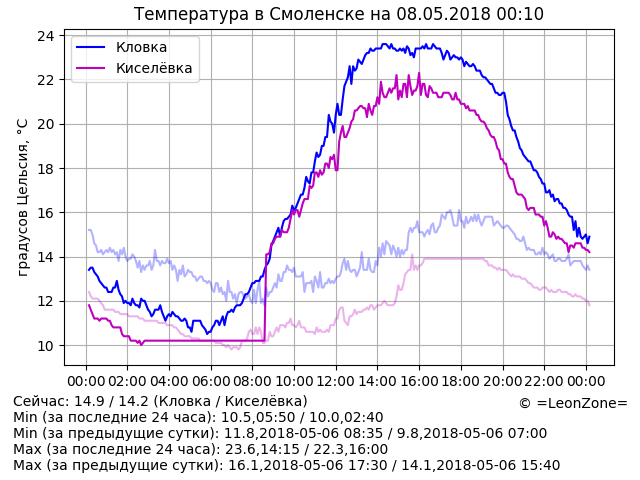 Температура в Смоленске на 08.05.2018 00:10
Кловка
Киселёвка
градусов Цельсия, °C
24
22
20
18
16
14
12
10
00:00 02:00 04:00 06:00 08:00 10:00 12:00 14:00 16:00 18:00 20:00 22:00 00:00
Сейчас: 14.9 / 14.2 (Кловка / Киселёвка)
© =LeonZone=
Min (за последние 24 часа): 10.5,05:50 / 10.0,02:40
Min (за предыдущие сутки): 11.8,2018-05-06 08:35 / 9.8,2018-05-06 07:00
Max (за последние 24 часа): 23.6,14:15 / 22.3,16:00
Max (за предыдущие сутки): 16.1,2018-05-06 17:30 / 14.1,2018-05-06 15:40